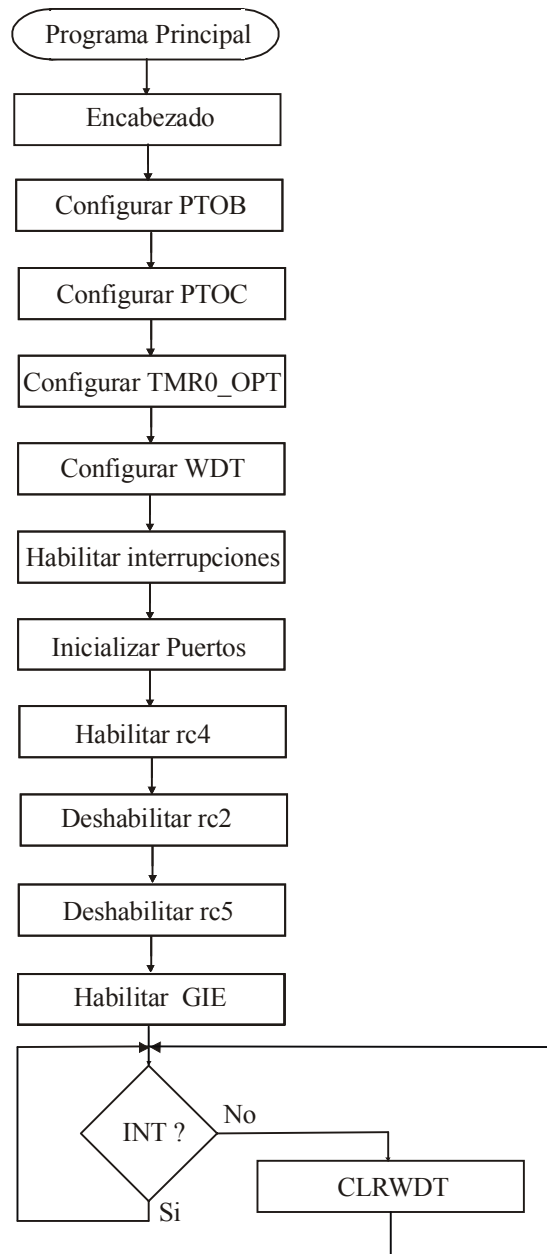 Programa Principal
Encabezado
Configurar PTOB
Configurar PTOC
Configurar TMR0_OPT
Configurar WDT
Habilitar interrupciones
Inicializar Puertos
Habilitar rc4
Deshabilitar rc2
Deshabilitar rc5
Habilitar GIE
INT ?
No
CLRWDT
Si